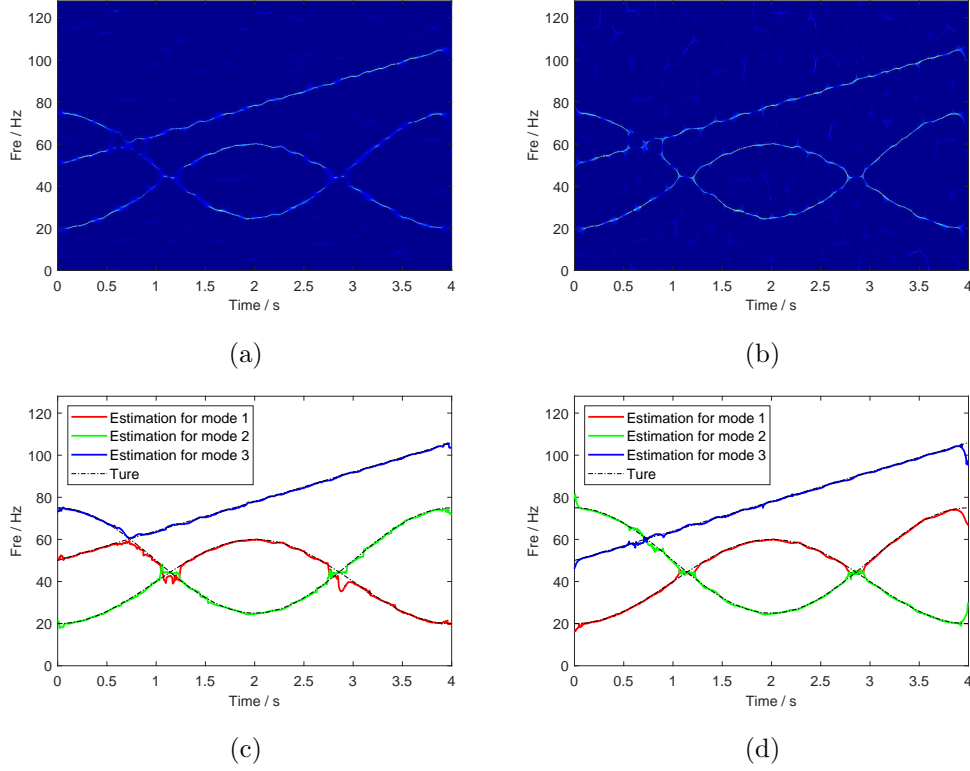 120
100
80
60
40
20
0
Fre / Hz
0 0.5 1 1.5 2 2.5 3 3.5 4
Time / s
(a)
120
100
80
60
40
20
0
Fre / Hz
0 0.5 1 1.5 2 2.5 3 3.5 4
Time / s
(b)
120
100
80
60
40
20
0
Fre / Hz
Estimation for mode 1
Estimation for mode 2
Estimation for mode 3
Ture
0 0.5 1 1.5 2 2.5 3 3.5 4
Time / s
(c)
120
100
80
60
40
20
0
Fre / Hz
Estimation for mode 1
Estimation for mode 2
Estimation for mode 3
Ture
0 0.5 1 1.5 2 2.5 3 3.5 4
Time / s
(d)